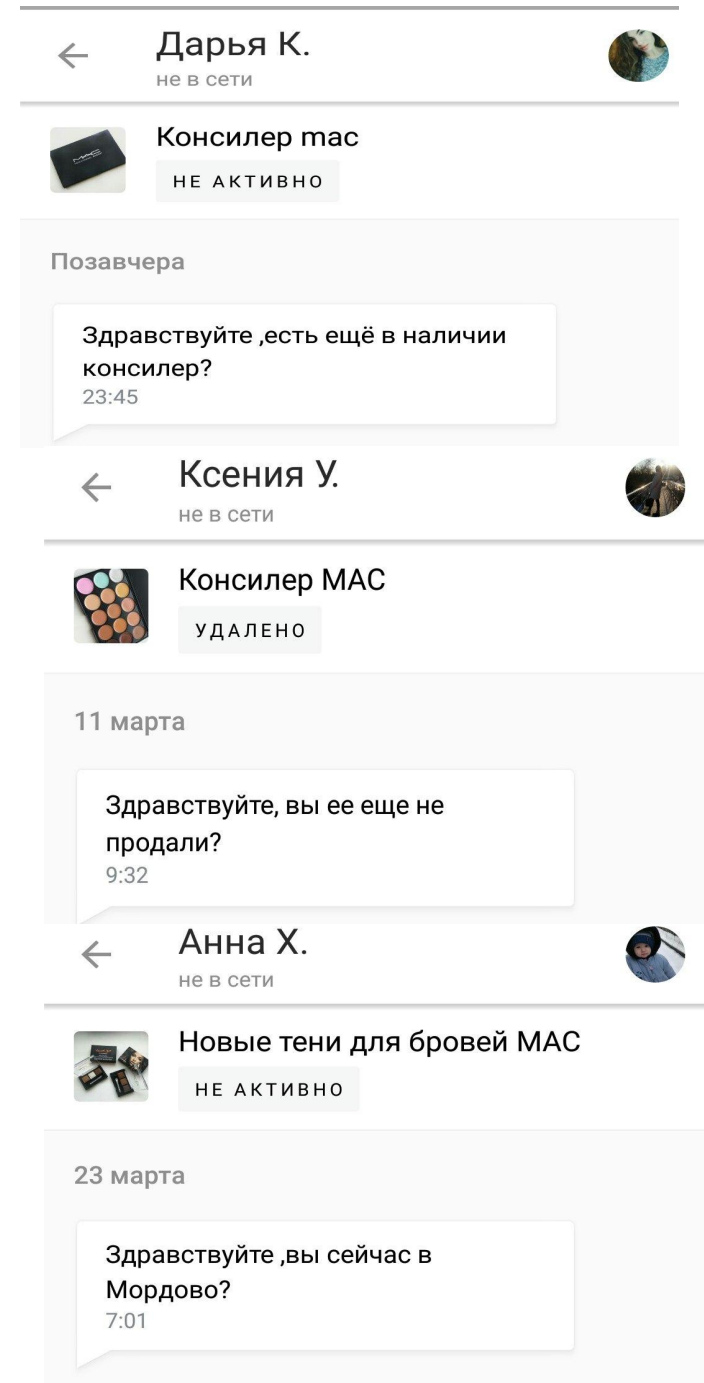 Дарья К.
не в сети
Консилер mac
НЕ АКТИВНО
Позавчера
Здравствуйте ,есть ещё в наличии
консилер?
23:45
Ксения У.
не в сети
Консилер MAC
УДАЛЕНО
11 марта
Здравствуйте, вы ее еще не
продали?
9:32
Анна Х.
не в сети
Новые тени для бровей MAC
НЕ АКТИВНО
23 марта
Здравствуйте ,вы сейчас в
Мордово?
7:01